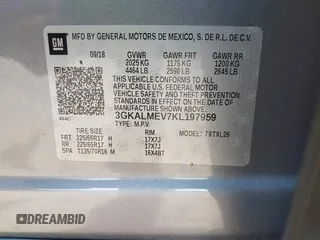 GM
MFD BY GENERAL MOTORS DE MEXICO, S. DE R.L. DE C.V.
09/18 GVWR GAWR FRT GAWR RR
2025 KG 1175 KG 1200 KG
4464 LB 2590 LB 2645 LB
THIS VEHICLE CONFORMS TO ALL
APPLICABLE U.S. FEDERAL MOTOR
VEHICLE SAFETY, BUMPER, AND
THEFT PREVENTION STANDARDS IN
EFFECT ON THE DATE OF
MANUFACTURE SHOWN ABOVE.
3GKALMEV7KL197959
TYPE: M.P.V.
RIM MODEL: 79TXL26
FRT 225/65R17 H 17X7J
RR 225/65R17 H 17X7J
SPA T135/70R16 M 16X4BT
DREAMBID